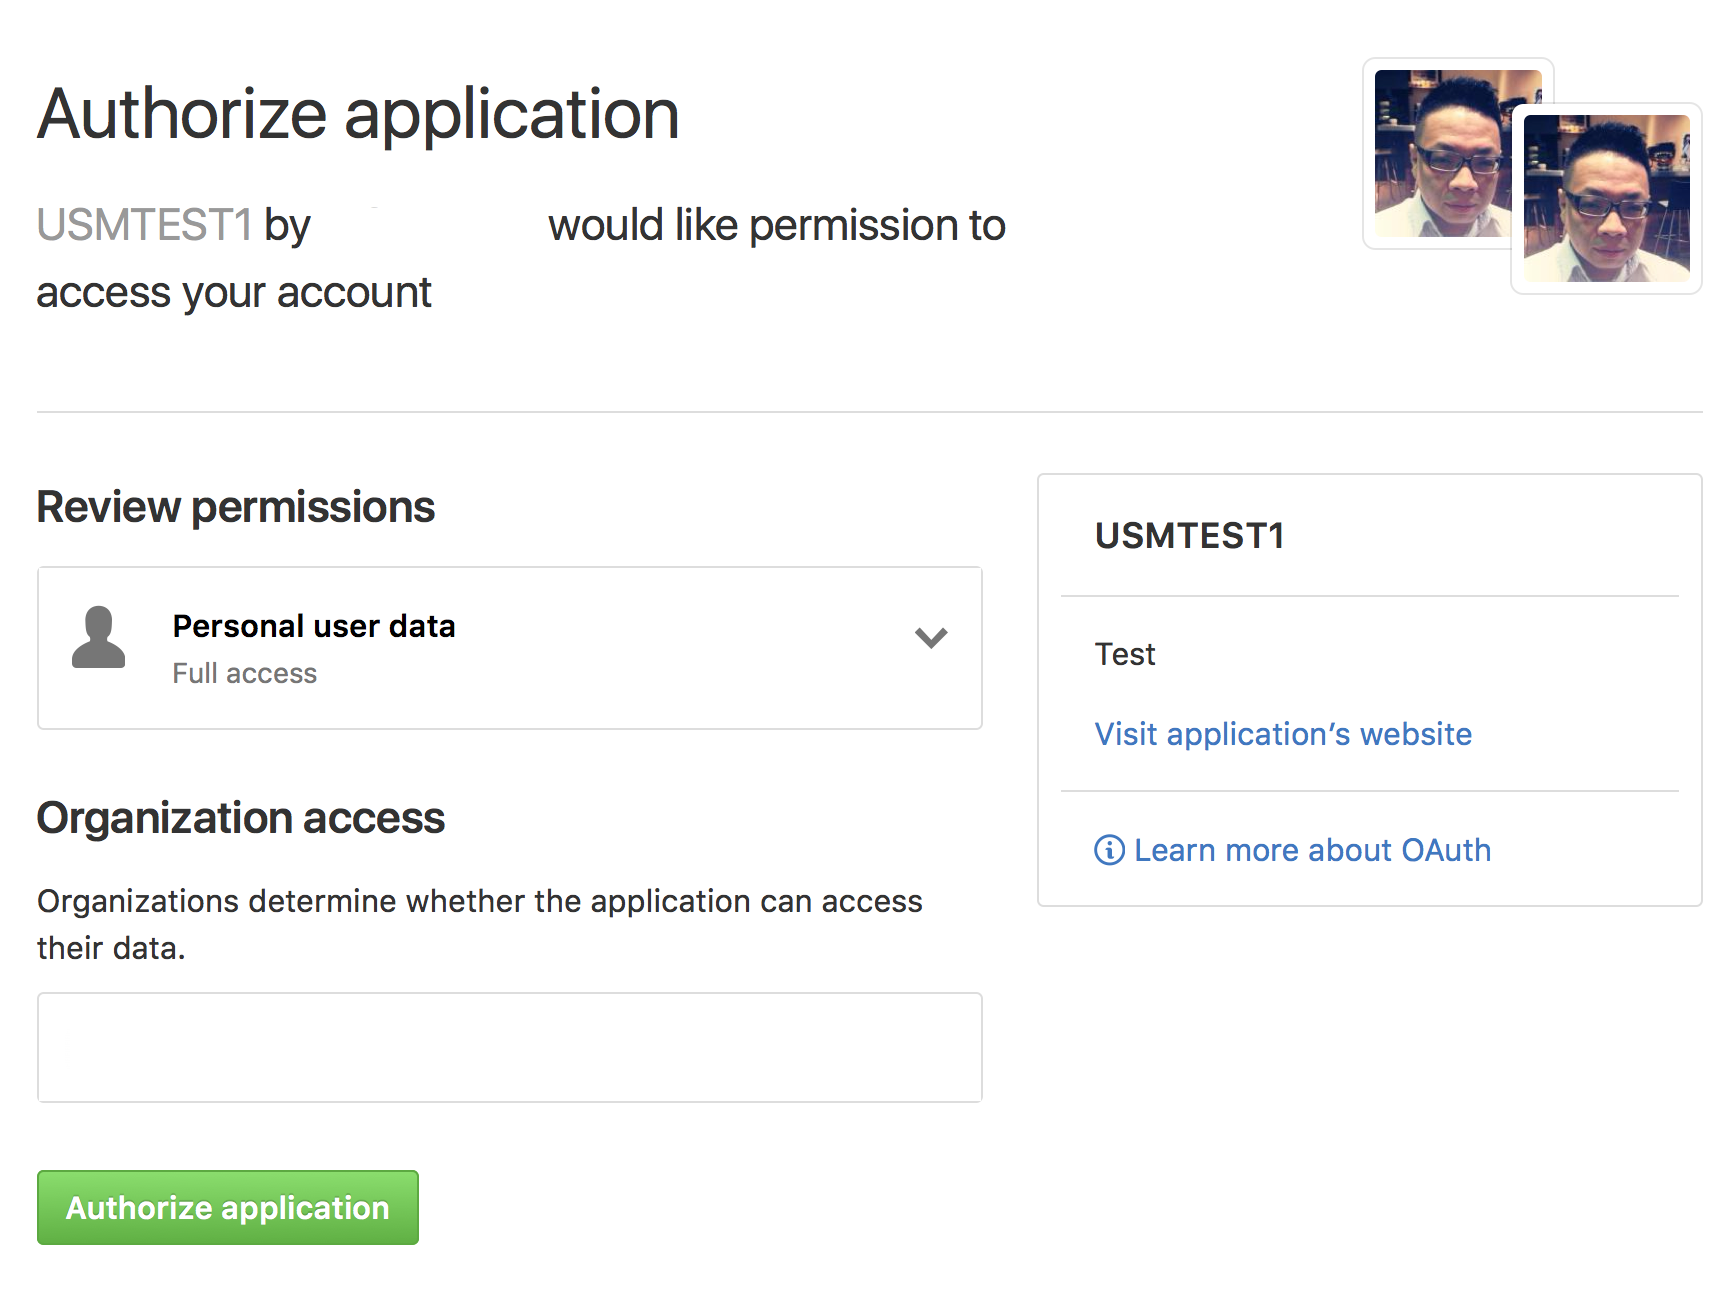 Authorize application
USMTEST1 by would like permission to
access your account
Review permissions
Personal user data
Full access
Organization access
Organizations determine whether the application can access
their data.
Authorize application
USMTEST1
Test
Visit application’s website
Learn more about OAuth